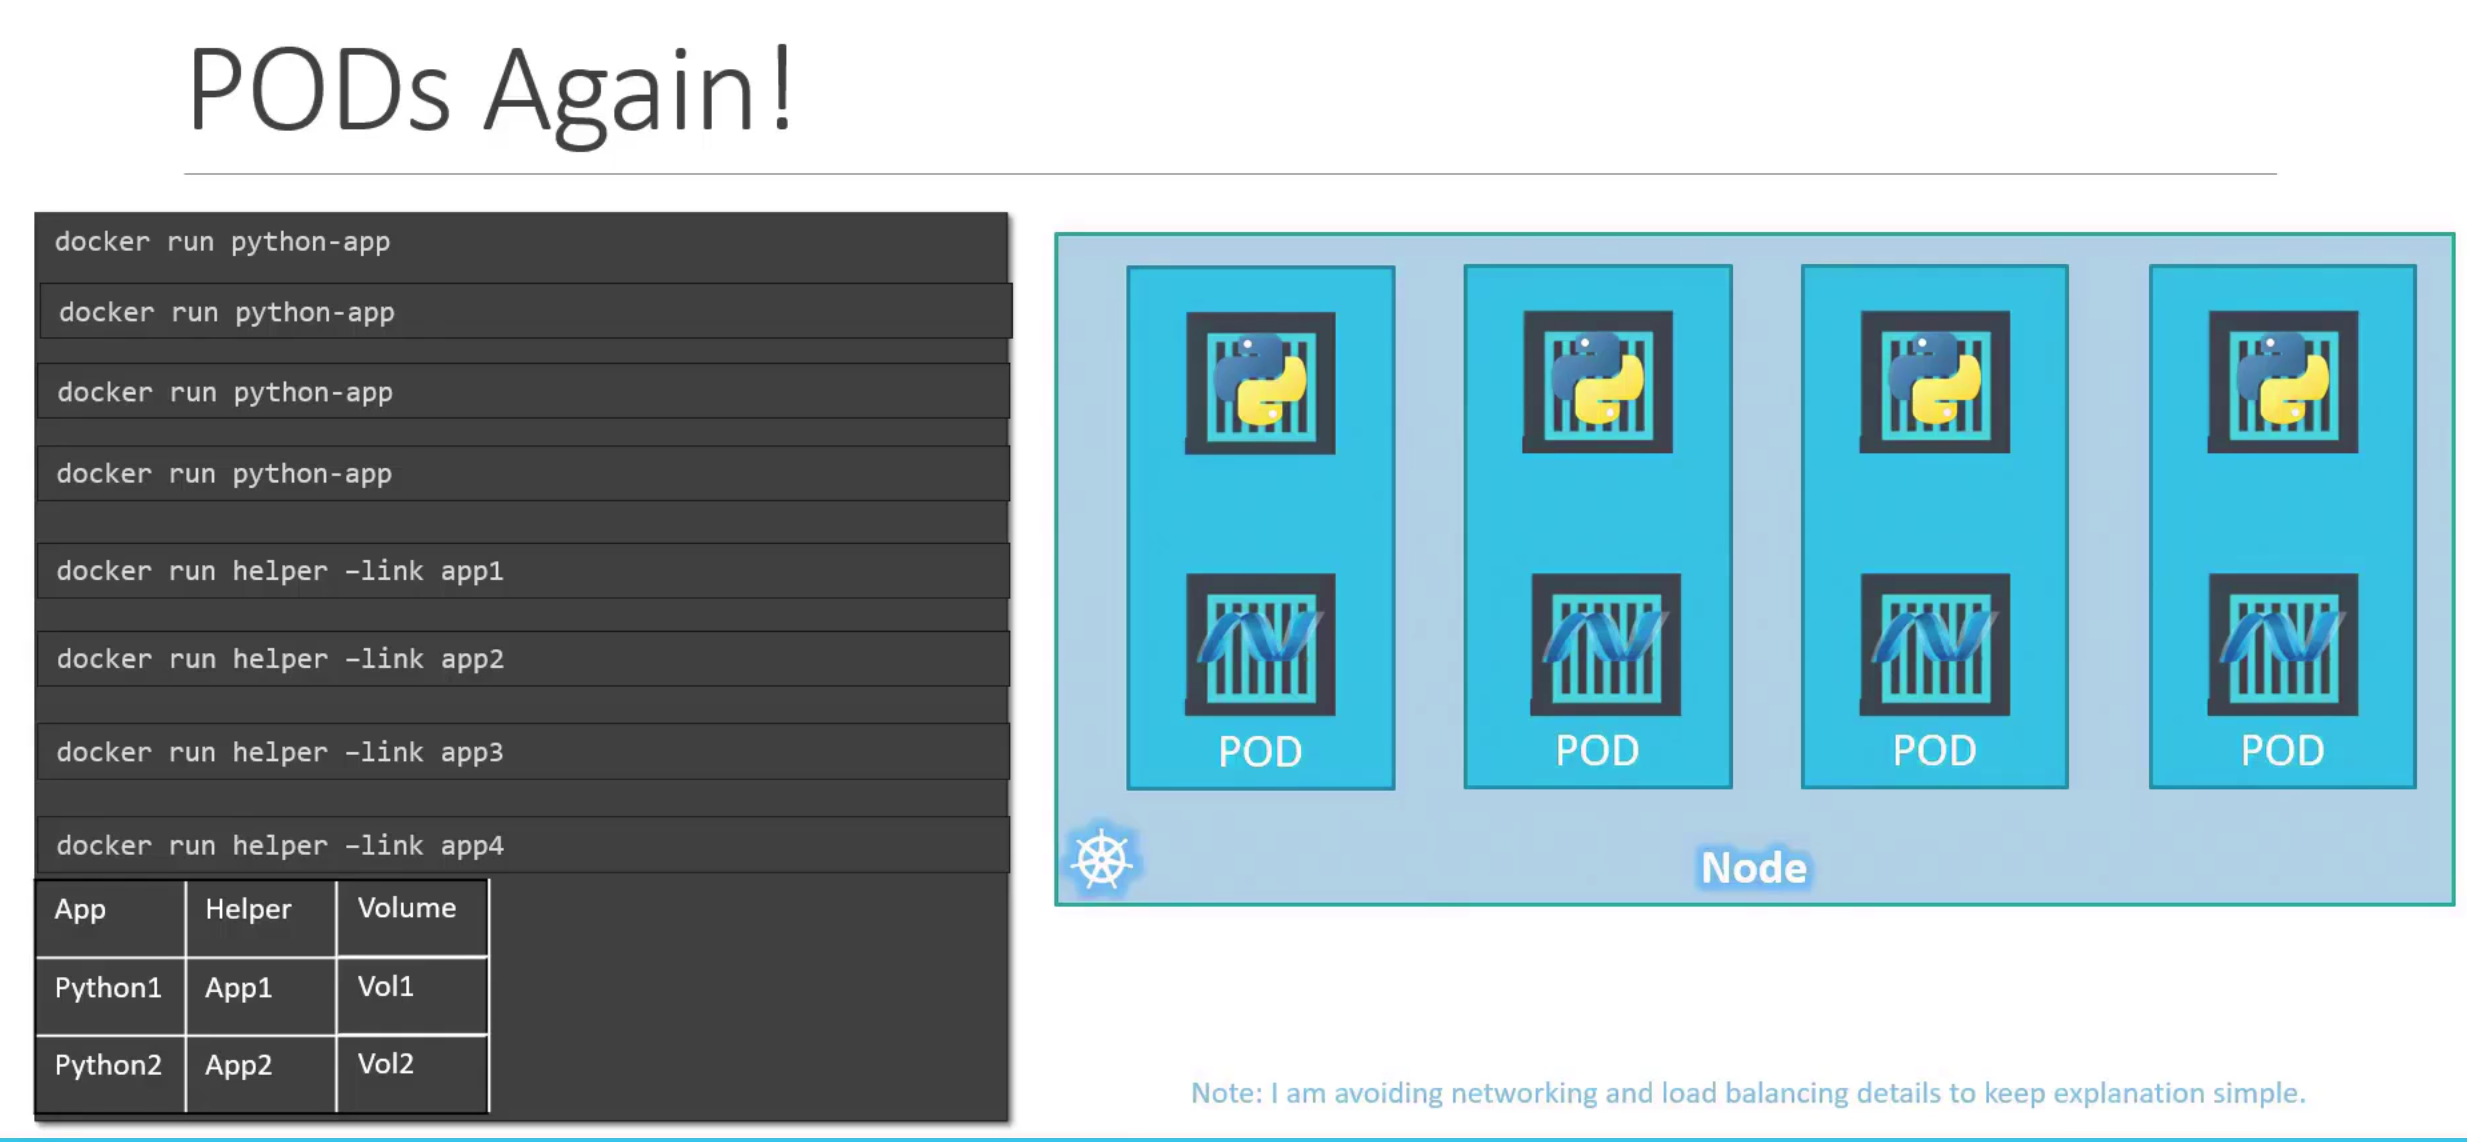 PODs Again!
docker run python-app
docker run python-app
docker run python-app
docker run python-app
docker run helper –link app1
docker run helper –link app2
docker run helper –link app3
docker run helper –link app4
App Helper Volume
Python1 App1 Vol1
Python2 App2 Vol2
POD POD POD POD
Node
Note: I am avoiding networking and load balancing details to keep explanation simple.